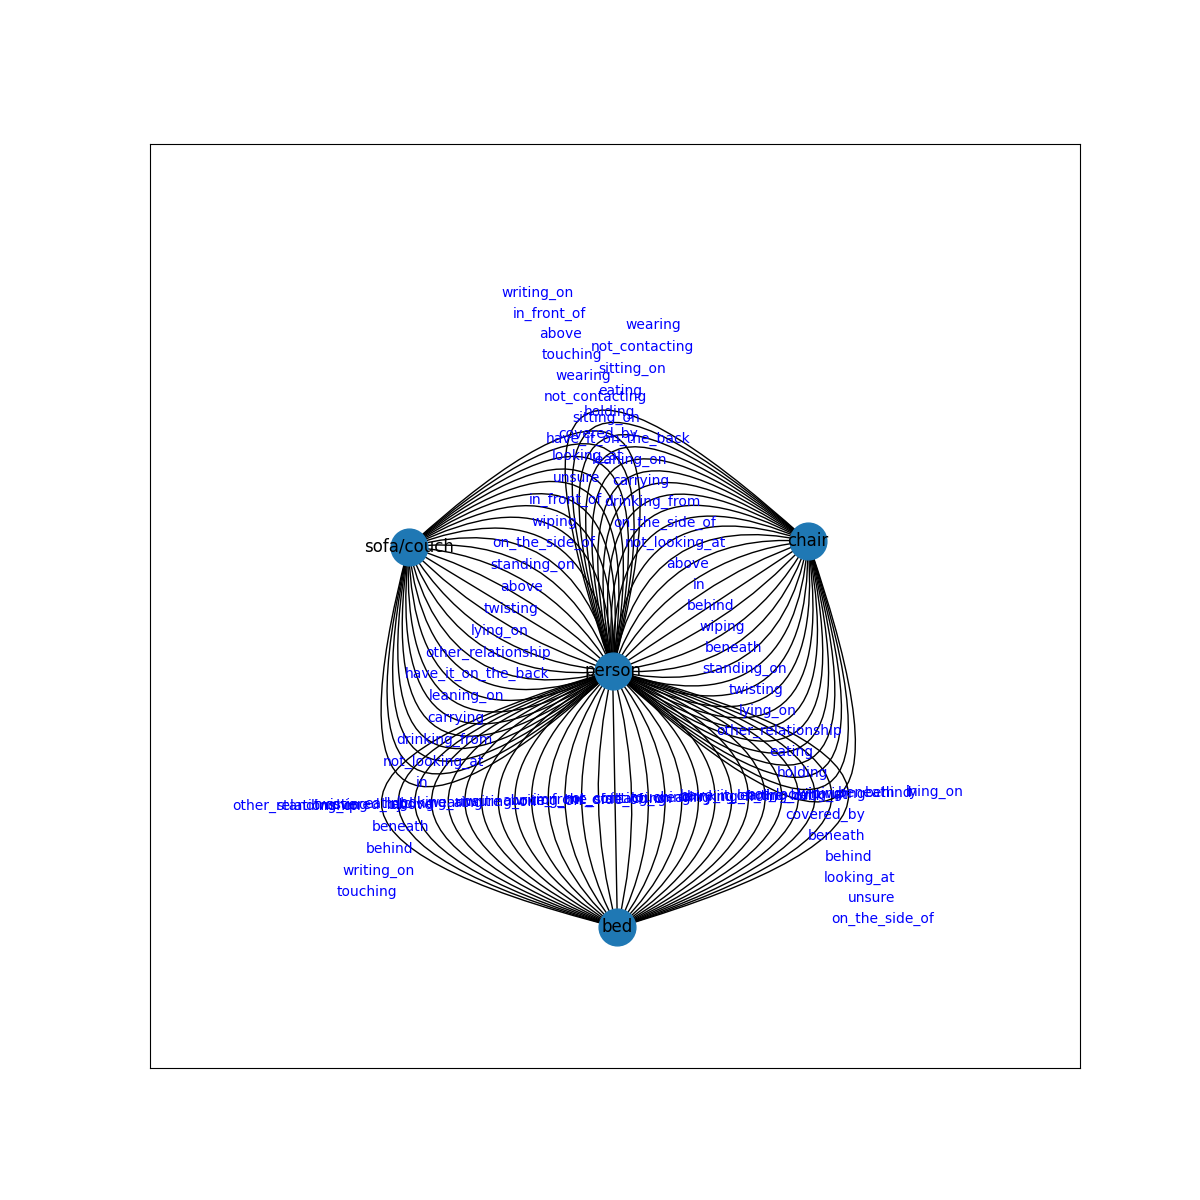 writing_on
in_front_of
wearing
above
not_contacting
touching
sitting_on
wearing
eating
not_contacting
holding
sitting_on
covered_by
have_it_on_the_back
looking_at
leaning_on
unsure
carrying
in_front_of
drinking_from
wiping
on_the_side_of
on_the_side_of
not_looking_at
chair
sofa/couch
standing_on
above
above
in
twisting
behind
lying_on
wiping
other_relationship
beneath
person
standing_on
have_it_on_the_back
twisting
leaning_on
lying_on
carrying
other_relationship
drinking_from
eating
not_looking_at
holding
in
lying_on
other_relationship
covered_by
beneath
beneath
behind
behind
writing_on
looking_at
touching
unsure
on_the_side_of
bed